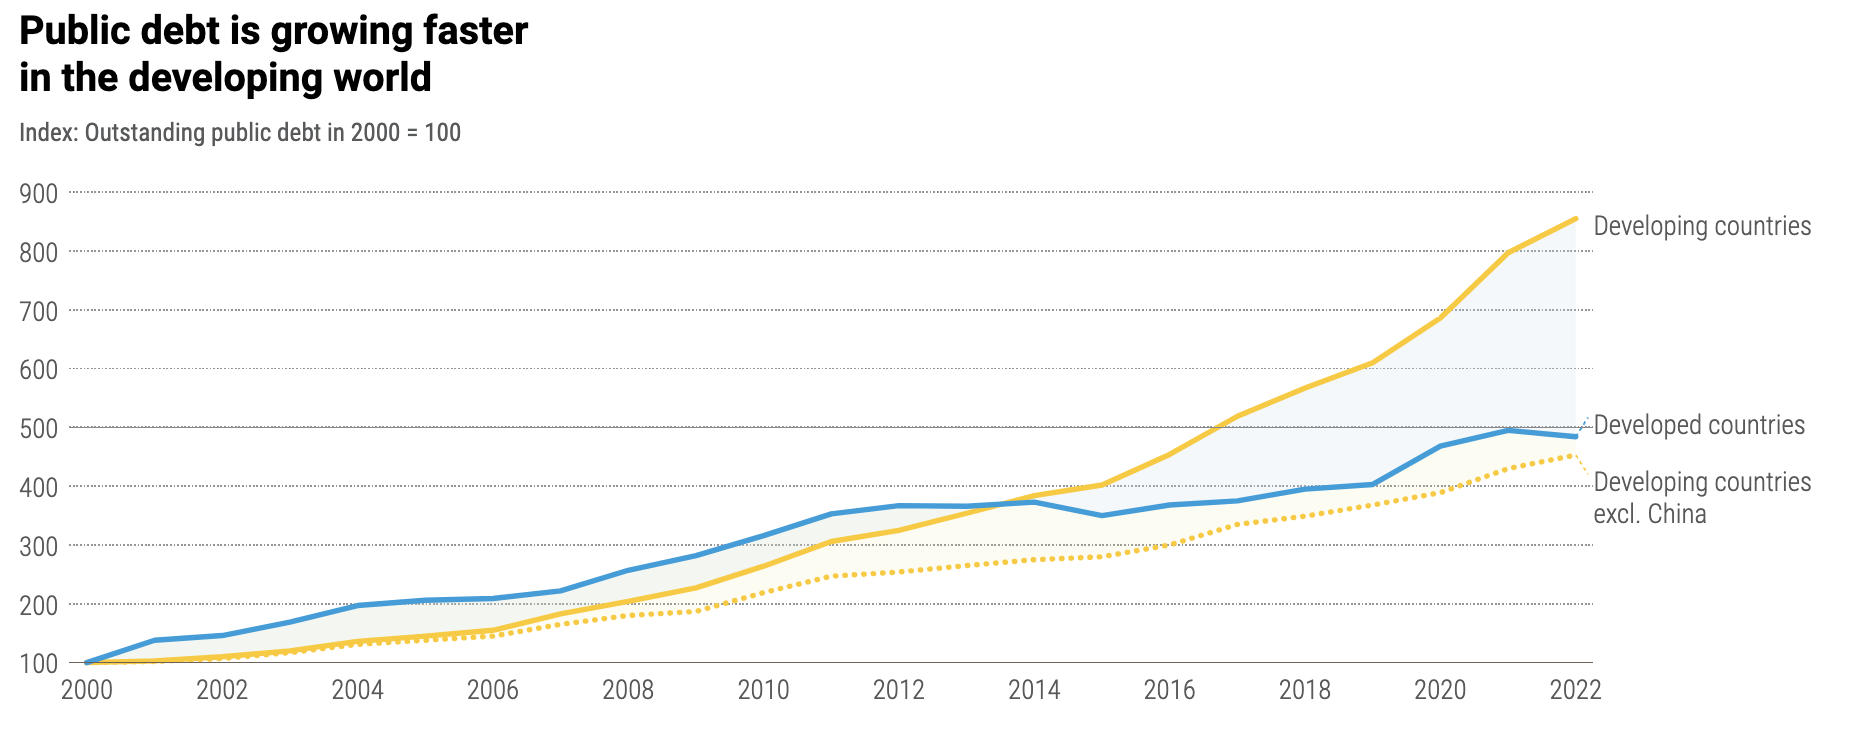 Public debt is growing faster
in the developing world
Index: Outstanding public debt in 2000 = 100
900
800
700
600
500
400
300
200
100
Developing countries
Developed countries
Developing countries
excl. China
2000 2002 2004 2006 2008 2010 2012 2014 2016 2018 2020 2022